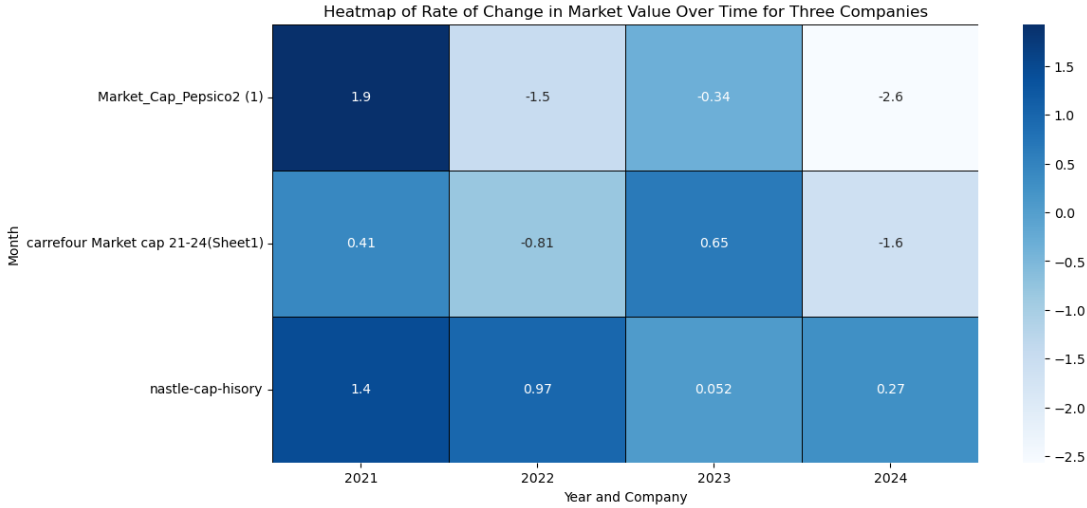 Heatmap of Rate of Change in Market Value Over Time for Three Companies
Month
Market_Cap_Pepsico2 (1)
1.9 -1.5 -0.34 -2.6
carrefour Market cap 21-24(Sheet1)
0.41 -0.81 0.65 -1.6
nastle-cap-hisory
1.4 0.97 0.052 0.27
2021 2022 2023 2024
Year and Company
1.5
1.0
0.5
0.0
-0.5
-1.0
-1.5
-2.0
-2.5